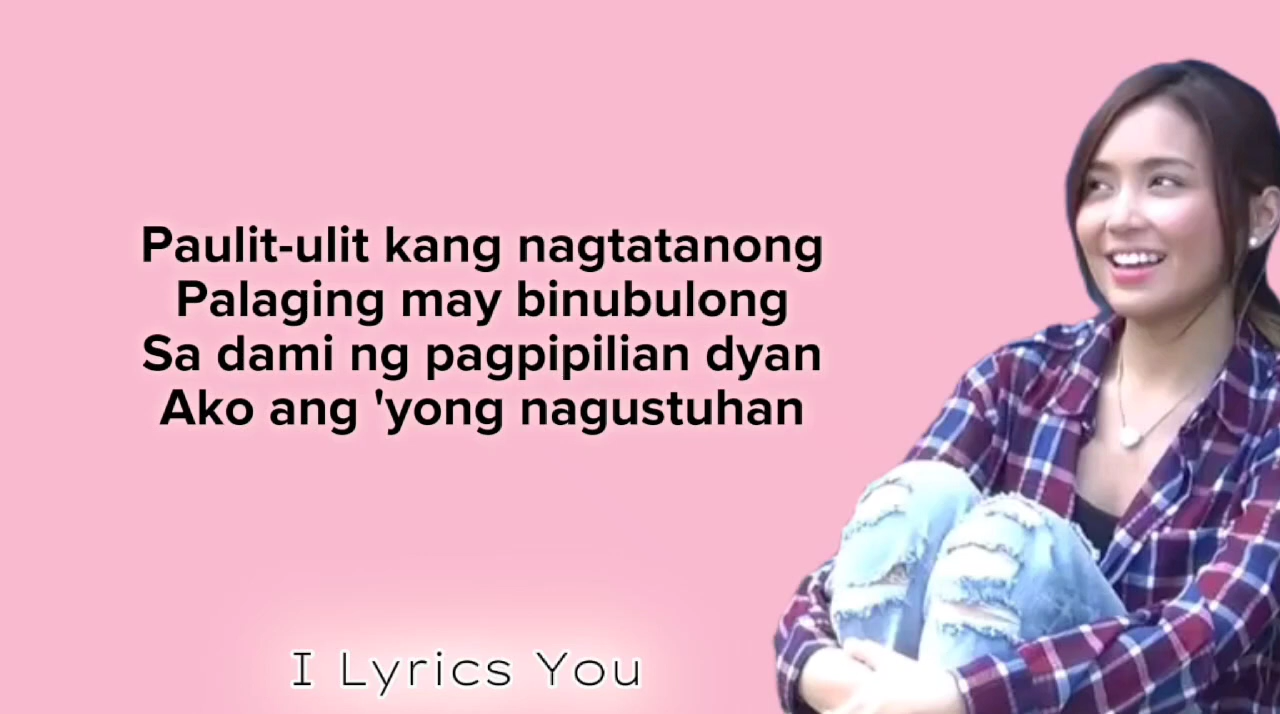 Paulit-ulit kang nagtatanong
Palaging may binubulong
Sa dami ng pagpipilian dyan
Ako ang 'yong nagustuhan
I Lyrics You